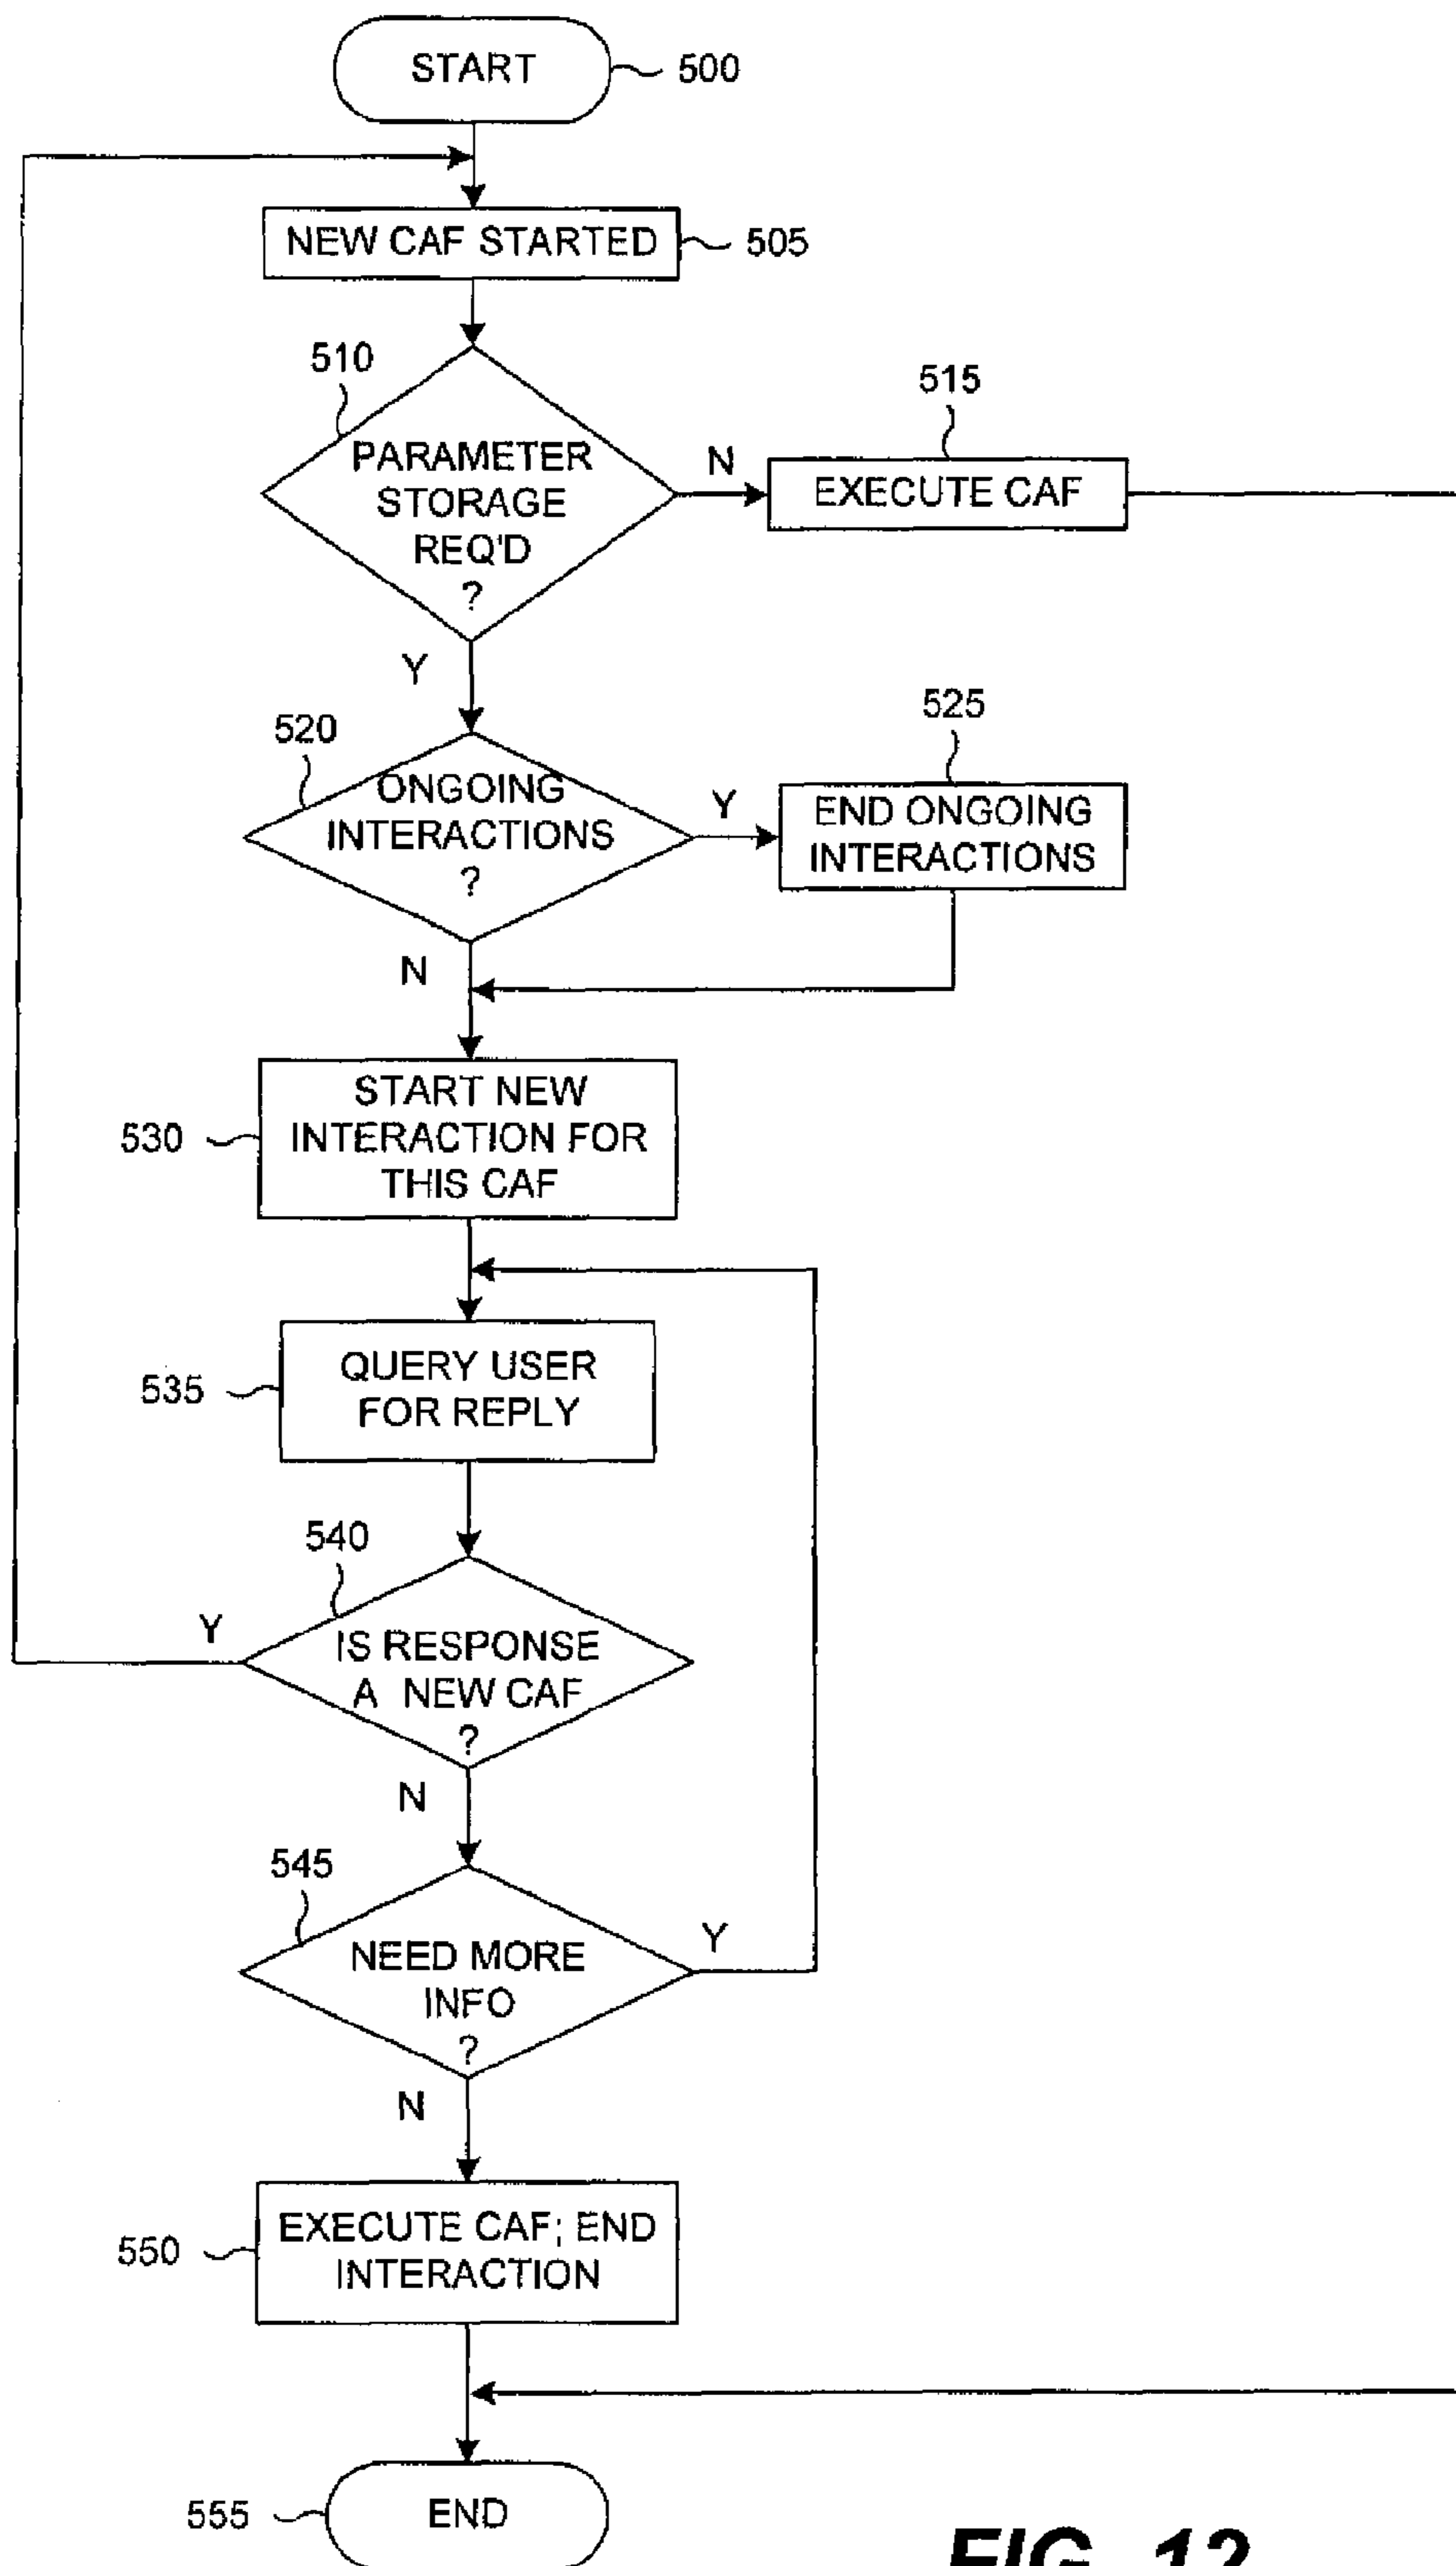 START
500
NEW CAF STARTED
505
510
PARAMETER
STORAGE
REQ'D
?
N
515
EXECUTE CAF
Y
520
ONGOING
INTERACTIONS
?
Y
525
END ONGOING
INTERACTIONS
N
530
START NEW
INTERACTION FOR
THIS CAF
535
QUERY USER
FOR REPLY
540
Y
IS RESPONSE
A NEW CAF
?
N
545
NEED MORE
INFO
?
Y
N
550
EXECUTE CAF; END
INTERACTION
555
END
FIG. 12